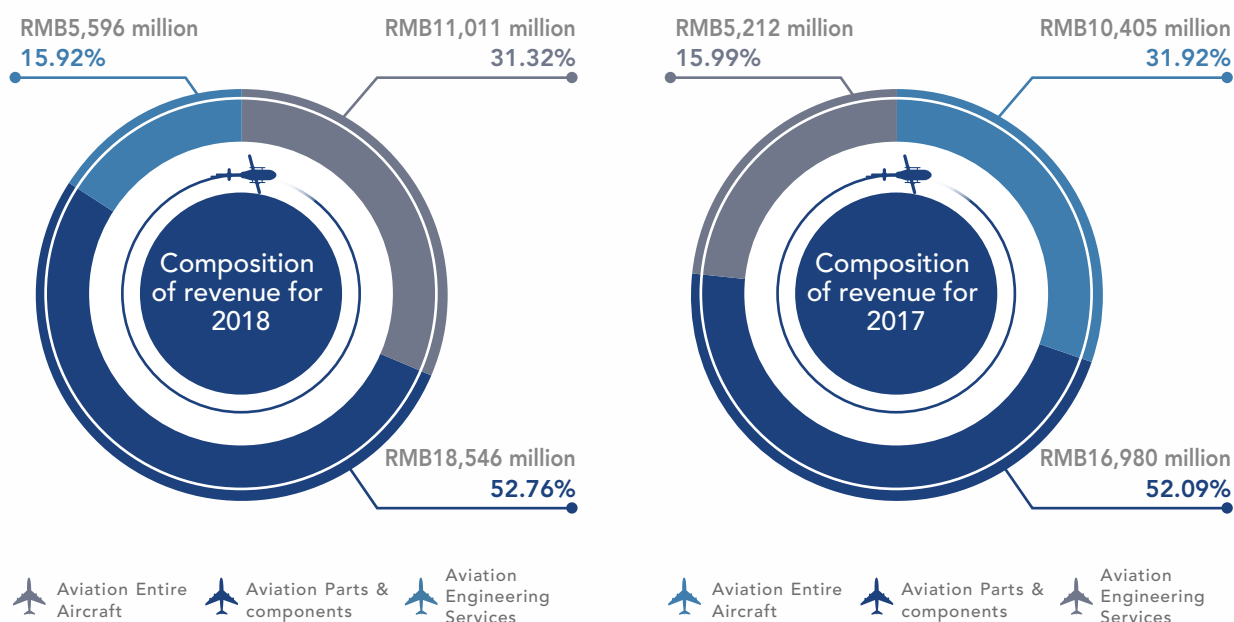 RMB5,596 million
15.92%
RMB11,011 million
31.32%
Composition
of revenue for
2018
RMB18,546 million
52.76%
Aviation Entire
Aircraft
Aviation Parts &
components
Aviation
Engineering
Services
RMB5,212 million
15.99%
RMB10,405 million
31.92%
Composition
of revenue for
2017
RMB16,980 million
52.09%
Aviation Entire
Aircraft
Aviation Parts &
components
Aviation
Engineering
Services